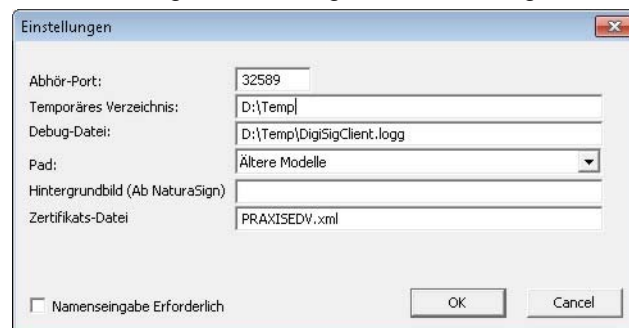 Einstellungen
Abhör-Port: 32589
Temporäres Verzeichnis: D:\Temp
Debug-Datei: D:\Temp\DigiSigClient.logg
Pad: Ältere Modelle
Hintergrundbild (Ab NaturaSign)
Zertifikats-Datei PRAXISEDV.xml
Namenseingabe Erforderlich OK Cancel